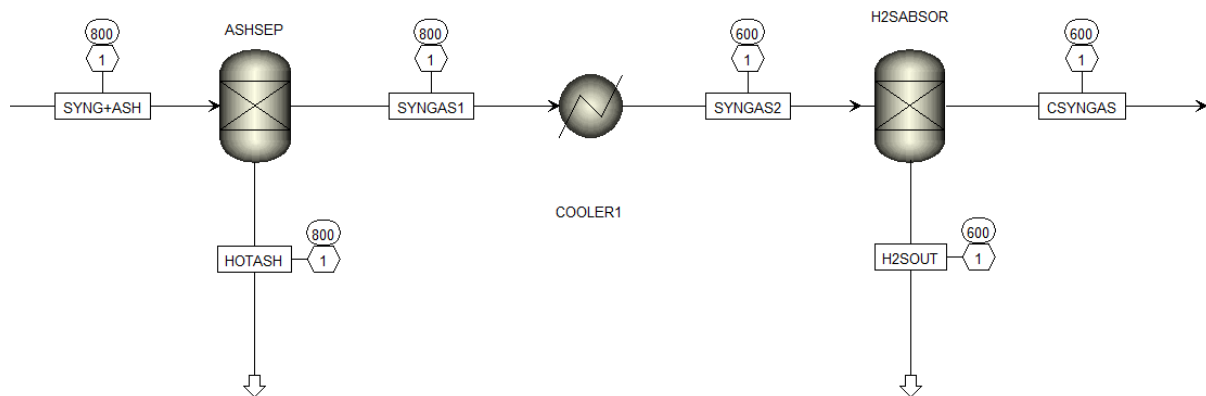 H2SABSOR
800
ASHSEP
800
600
600
1
1
1
1
SYNG+ASH
SYNGAS1
SYNGAS2
CSYNGAS
COOLER1
800
600
HOTASH
1
H2SOUT
1